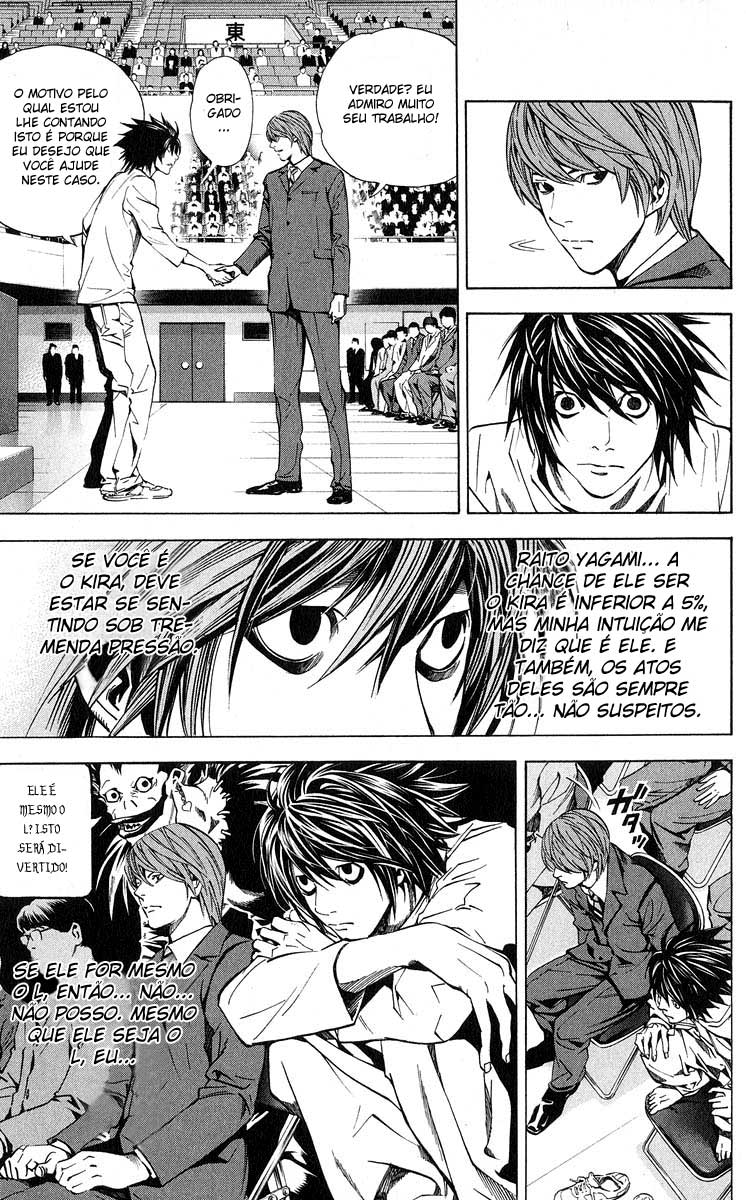 東
VERDADE? EU
ADMIRO MUITO
SEU TRABALHO!
OBRI-
GADO
...
O MOTIVO PELO
QUAL ESTOU
LHE CONTANDO
ISTO É PORQUE
EU DESEJO QUE
VOCÊ AJUDE
NESTE CASO.
RAITO YAGAMI... A
CHANCE DE ELE SER
O KIRA É INFERIOR A 5%,
MAS MINHA INTUIÇÃO ME
DIZ QUE É ELE. E
TAMBÉM, OS ATOS
DELES SÃO SEMPRE
TÃO... NÃO SUSPEITOS.
SE VOCÊ É
O KIRA, DEVE
ESTAR SE SEN-
TINDO SOB TRE-
MENDA PRESSÃO.
ガタッ
ELE É
MESMO O
L? ISTO
SERÁ DI-
VERTIDO!
SE ELE FOR MESMO
O L, ENTÃO... NÃO...
NÃO POSSO. MESMO
QUE ELE SEJA O
L, EU...